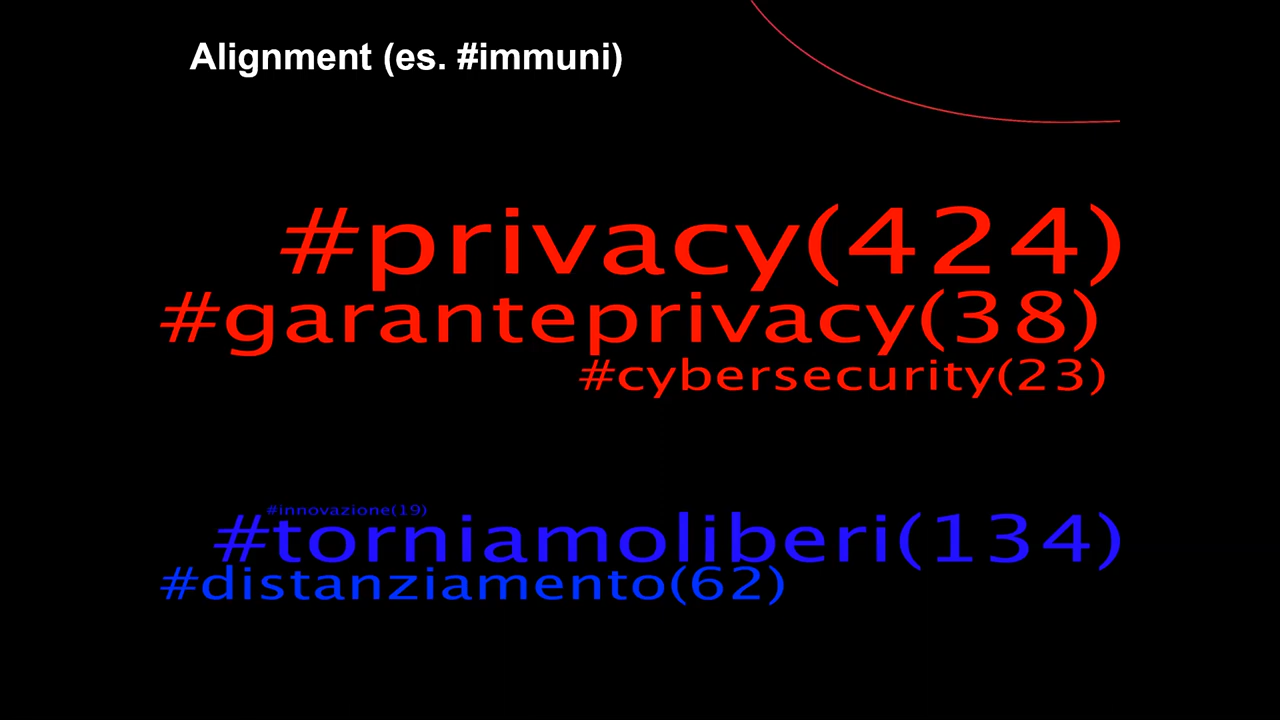 Alignment (es. #immuni)
#privacy(424)
#garanteprivacy(38)
#cybersecurity(23)
#innovazione(19)
#torniamoliberi(134)
#distanziamento(62)